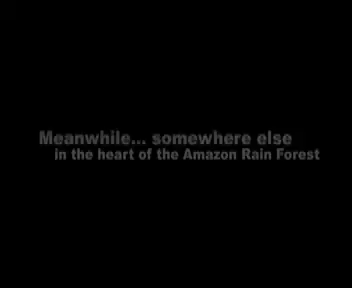 Meanwhile... somewhere else
in the heart of the Amazon Rain Forest